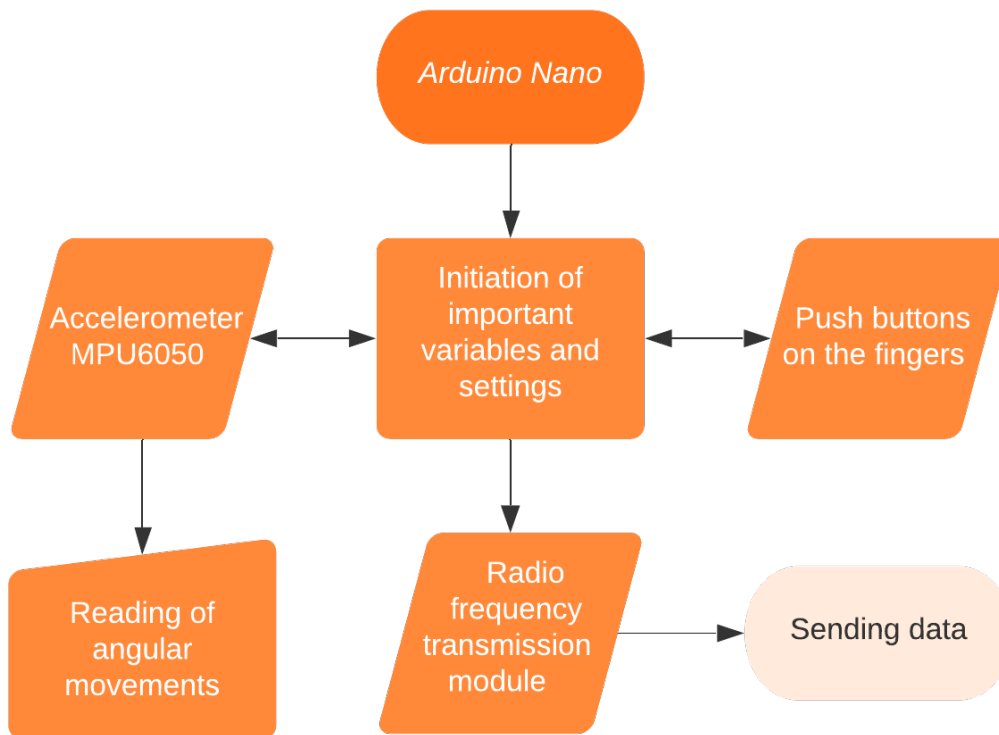 Arduino Nano
Accelerometer
MPU6050
Initiation of
important
variables and
settings
Push buttons
on the fingers
Reading of
angular
movements
Radio
frequency
transmission
module
Sending data